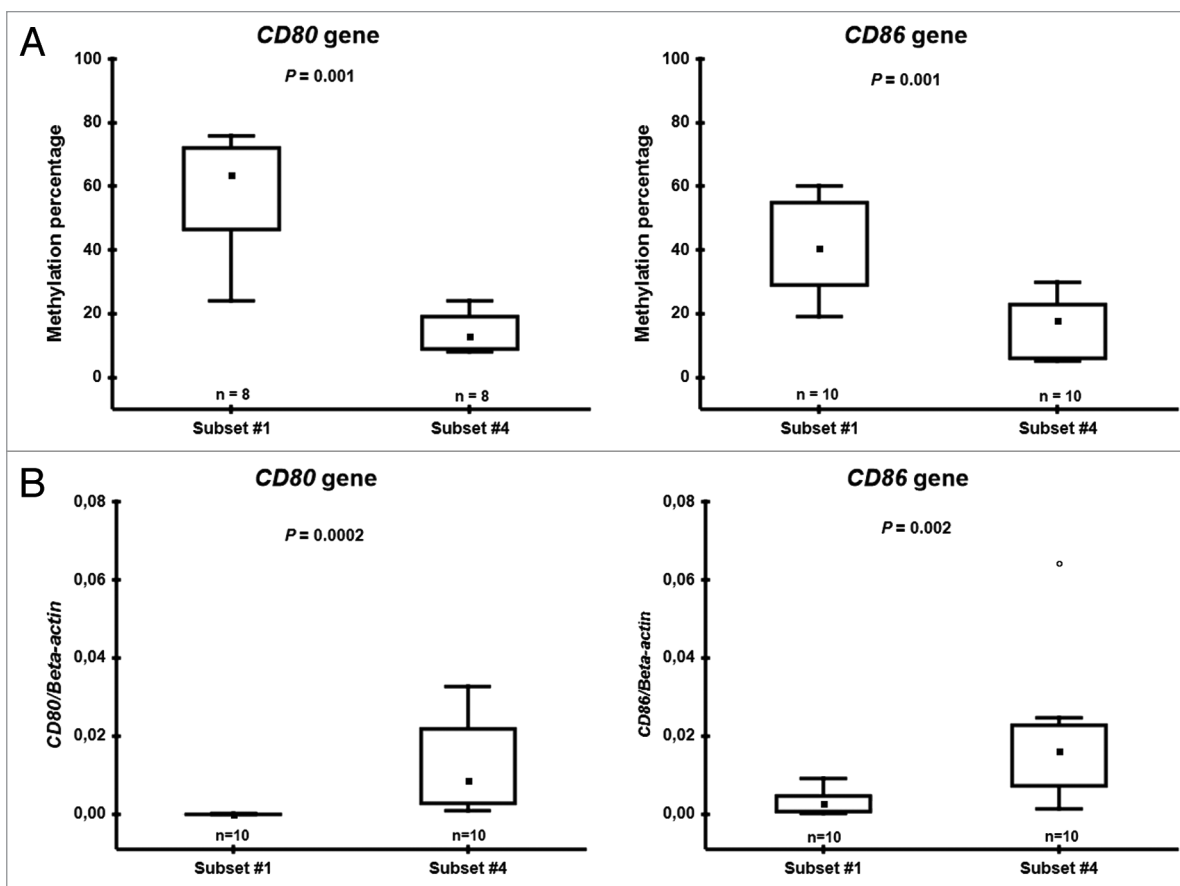 A
CD80 gene
P = 0.001
Methylation percentage
100
80
60
40
20
0
n = 8
n = 8
Subset #1
Subset #4
CD86 gene
P = 0.001
Methylation percentage
100
80
60
40
20
0
n = 10
n = 10
Subset #1
Subset #4
B
CD80 gene
P = 0.0002
CD80/Beta-actin
0,08
0,06
0,04
0,02
0,00
n=10
n=10
Subset #1
Subset #4
CD86 gene
P = 0.002
CD86/Beta-actin
0,08
0,06
0,04
0,02
0,00
n=10
n=10
Subset #1
Subset #4